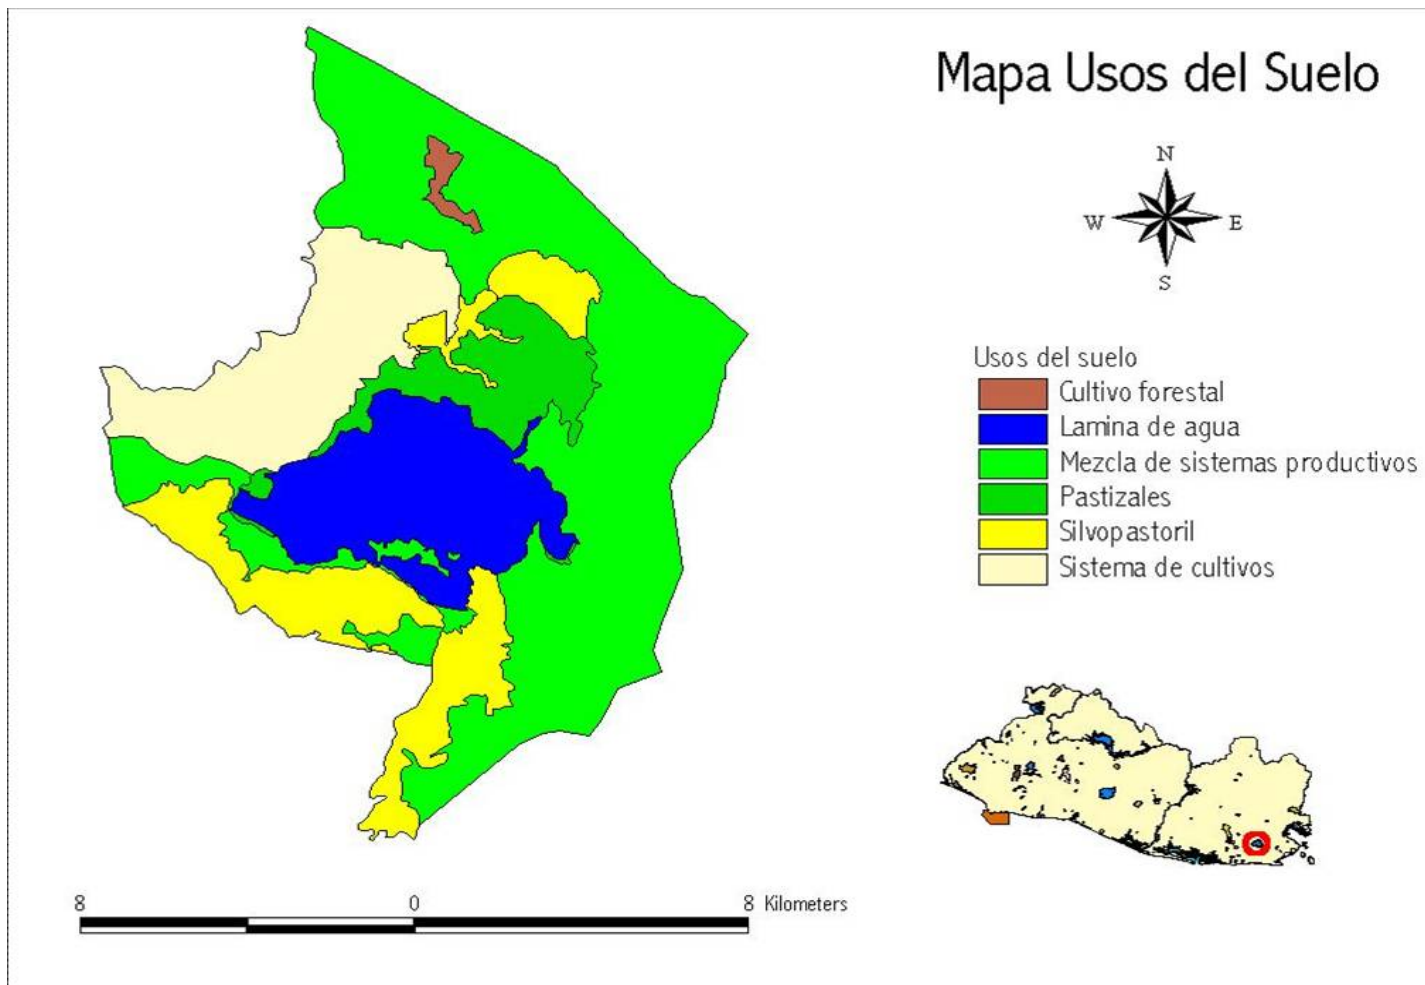 Mapa Usos del Suelo
N
W E
S
Usos del suelo
Cultivo forestal
Lamina de agua
Mezcla de sistemas productivos
Pastizales
Silvopastoril
Sistema de cultivos
8 0 8 Kilometers